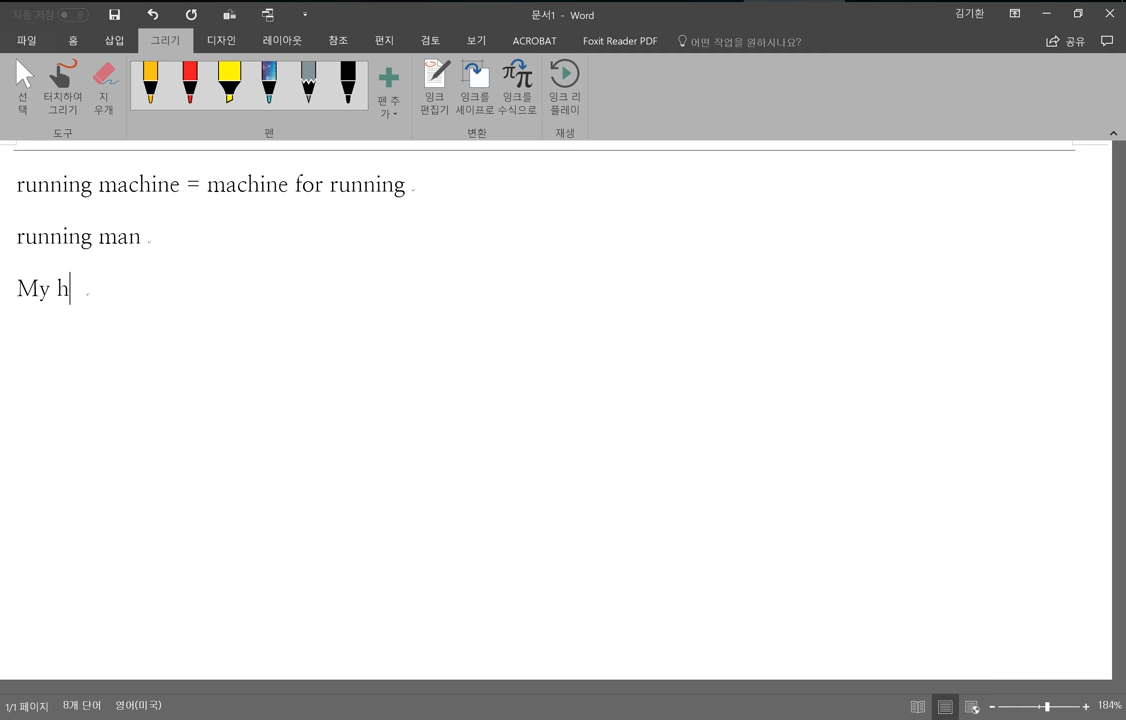 자동 저장 끔
문서1 - Word
김기환
파일 홈 삽입 그리기 디자인 레이아웃 참조 편지 검토 보기 ACROBAT Foxit Reader PDF 어떤 작업을 원하시나요? 공유
선택
터치하여 그리기
지우개
펜 추가
잉크 편집기
잉크를 셰이프로
잉크를 수식으로
잉크 리플레이
도구 펜 변환 재생
running machine = machine for running
running man
My h
1/1 페이지 8개 단어 영어(미국) 184%